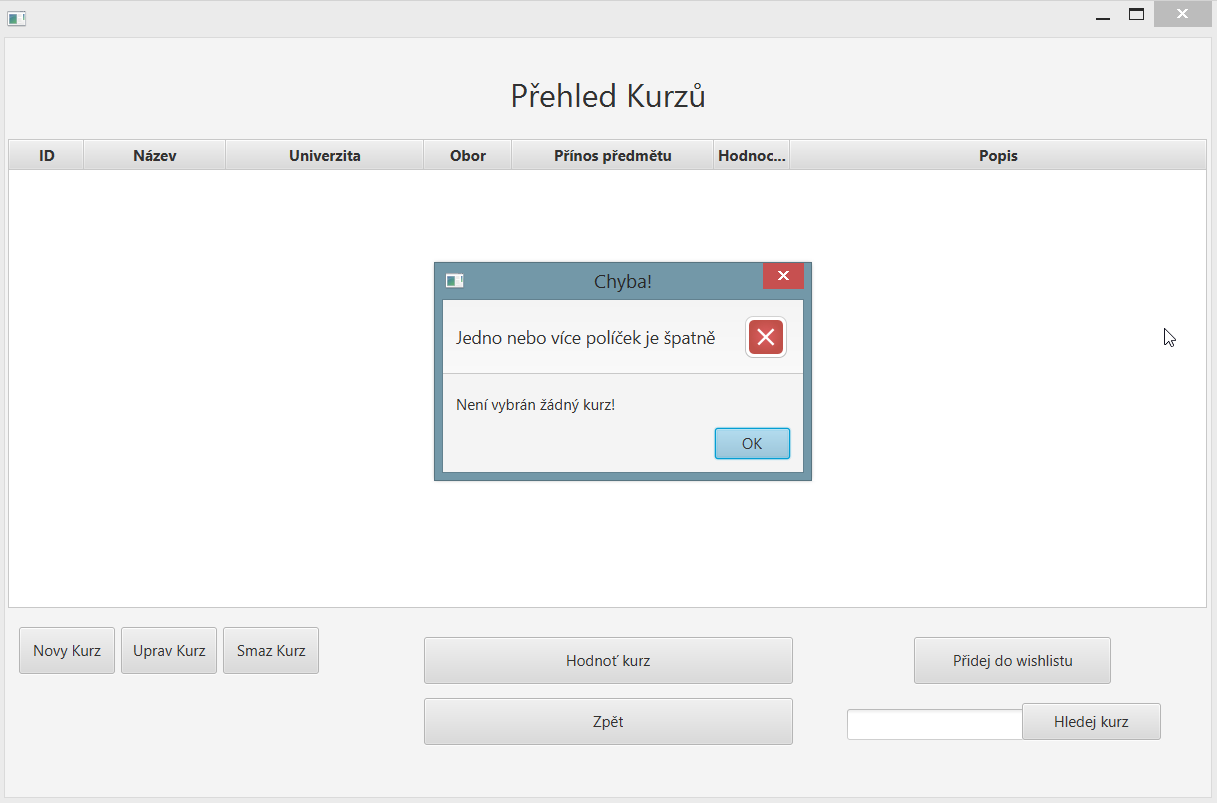 Přehled Kurzů
ID Název Univerzita Obor Přínos předmětu Hodnoc... Popis
Chyba!
Jedno nebo více políček je špatně
Není vybrán žádný kurz!
OK
Novy Kurz Uprav Kurz Smaz Kurz
Hodnoť kurz
Přidej do wishlistu
Zpět
Hledej kurz